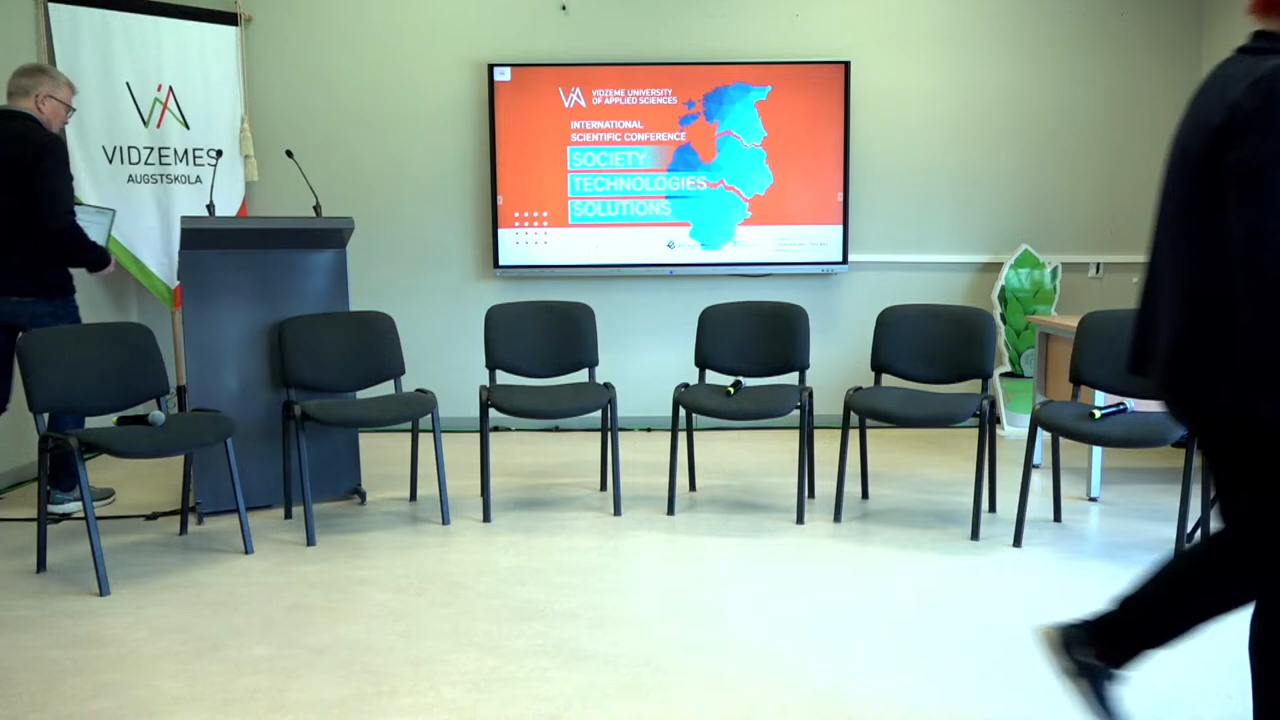 VIA
VIDZEMES
AUGSTSKOLA
VIA VIDZEME UNIVERSITY
OF APPLIED SCIENCES
INTERNATIONAL
SCIENTIFIC CONFERENCE
SOCIETY
TECHNOLOGIES
SOLUTIONS